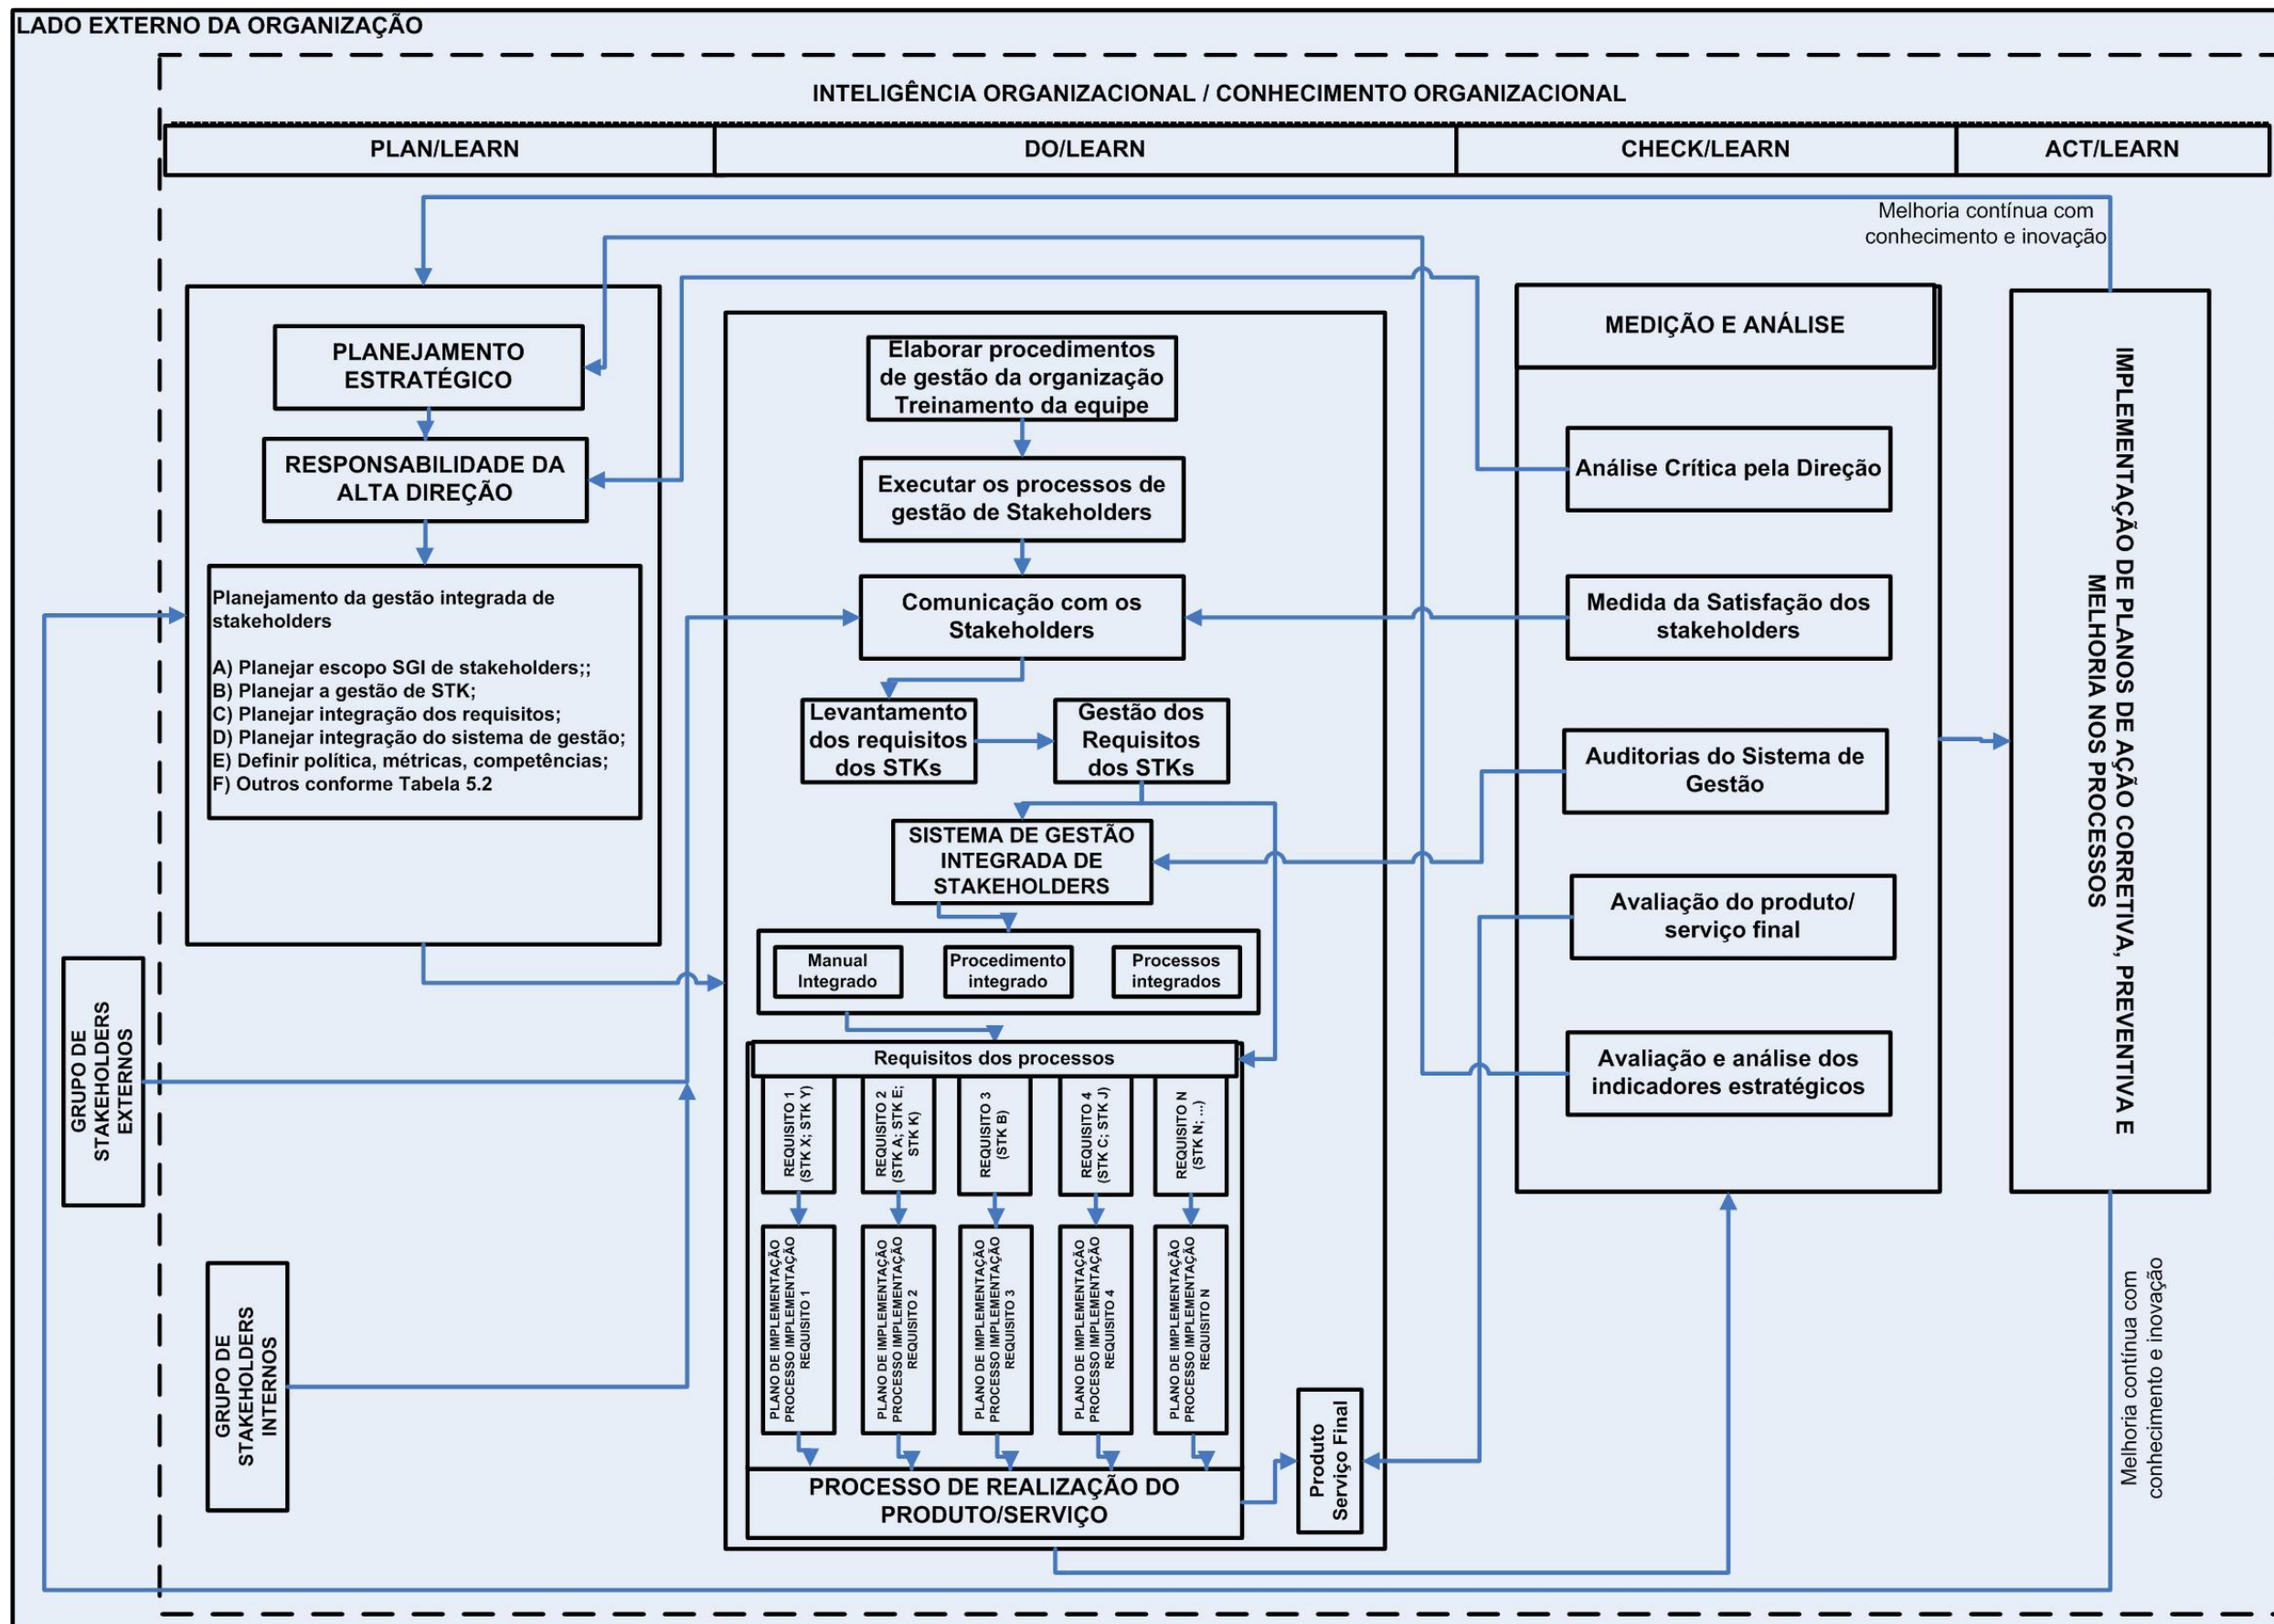 LADO EXTERNO DA ORGANIZAÇÃO
INTELIGÊNCIA ORGANIZACIONAL / CONHECIMENTO ORGANIZACIONAL
PLAN/LEARN
DO/LEARN
CHECK/LEARN
ACT/LEARN
Melhoria contínua com
conhecimento e inovação
PLANEJAMENTO
ESTRATÉGICO
RESPONSABILIDADE DA
ALTA DIREÇÃO
Planejamento da gestão integrada de
stakeholders
A) Planejar escopo SGI de stakeholders;;
B) Planejar a gestão de STK;
C) Planejar integração dos requisitos;
D) Planejar integração do sistema de gestão;
E) Definir política, métricas, competências;
F) Outros conforme Tabela 5.2
GRUPO DE
STAKEHOLDERS
EXTERNOS
GRUPO DE
STAKEHOLDERS
INTERNOS
Elaborar procedimentos
de gestão da organização
Treinamento da equipe
Executar os processos de
gestão de Stakeholders
Comunicação com os
Stakeholders
Levantamento
dos requisitos
dos STKs
Gestão dos
Requisitos
dos STKs
SISTEMA DE GESTÃO
INTEGRADA DE
STAKEHOLDERS
Manual
Integrado
Procedimento
integrado
Processos
integrados
Requisitos dos processos
REQUISITO 1
(STK X; STK Y)
REQUISITO 2
(STK A; STK E;
STK K)
REQUISITO 3
(STK B)
REQUISITO 4
(STK C; STK J)
REQUISITO N
(STK N; ...)
PLANO DE IMPLEMENTAÇÃO
PROCESSO IMPLEMENTAÇÃO
REQUISITO 1
PLANO DE IMPLEMENTAÇÃO
PROCESSO IMPLEMENTAÇÃO
REQUISITO 2
PLANO DE IMPLEMENTAÇÃO
PROCESSO IMPLEMENTAÇÃO
REQUISITO 3
PLANO DE IMPLEMENTAÇÃO
PROCESSO IMPLEMENTAÇÃO
REQUISITO 4
PLANO DE IMPLEMENTAÇÃO
PROCESSO IMPLEMENTAÇÃO
REQUISITO N
PROCESSO DE REALIZAÇÃO DO
PRODUTO/SERVIÇO
Produto
Serviço Final
MEDIÇÃO E ANÁLISE
Análise Crítica pela Direção
Medida da Satisfação dos
stakeholders
Auditorias do Sistema de
Gestão
Avaliação do produto/
serviço final
Avaliação e análise dos
indicadores estratégicos
IMPLEMENTAÇÃO DE PLANOS DE AÇÃO CORRETIVA, PREVENTIVA E
MELHORIA NOS PROCESSOS
Melhoria contínua com
conhecimento e inovação